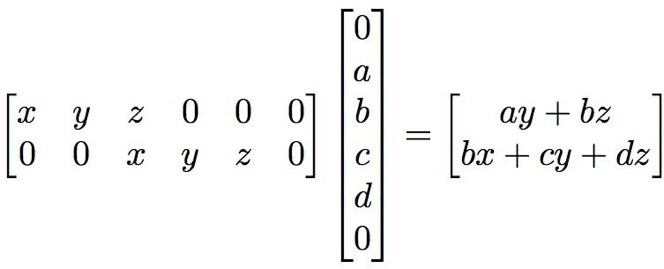 [x y z 0 0 0; 0 0 x y z 0] [0; a; b; c; d; 0] = [ay + bz; bx + cy + dz]